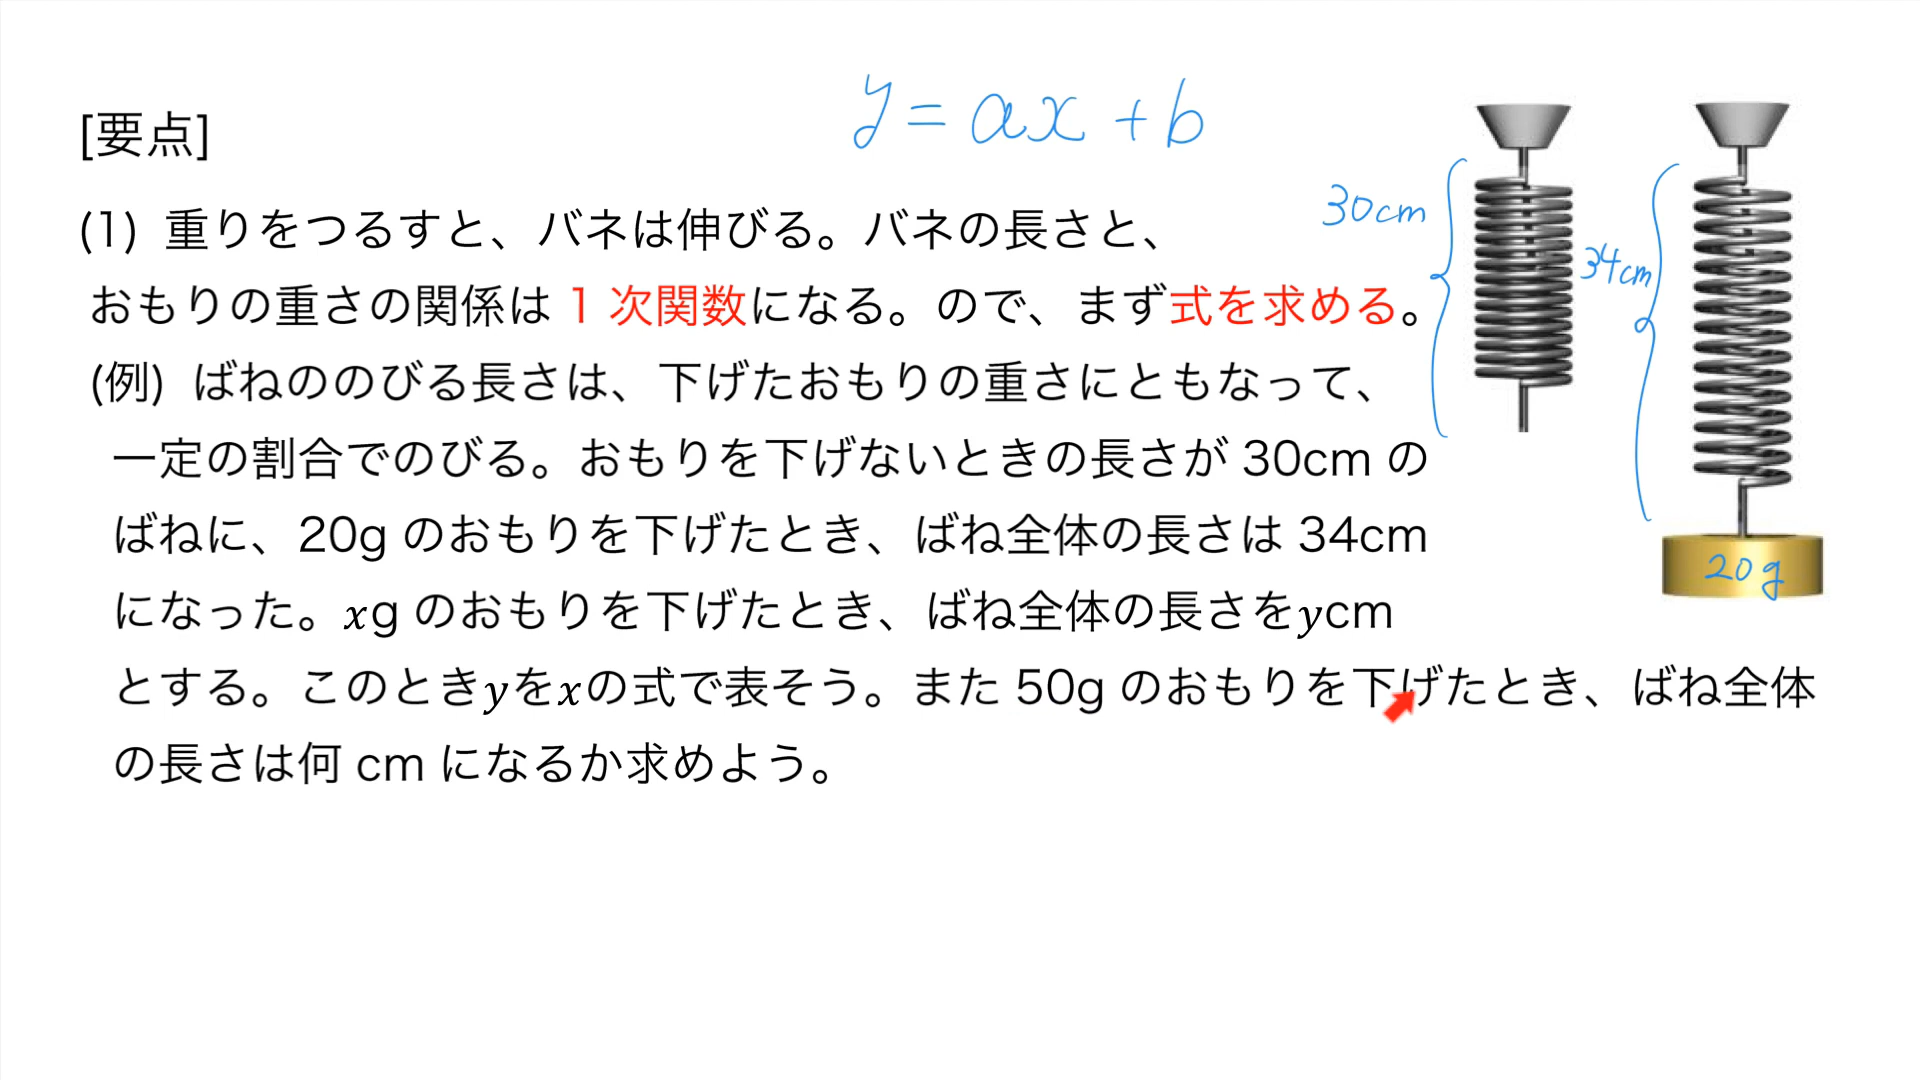 y=ax+b
[要点]
(1) 重りをつるすと、バネは伸びる。バネの長さと、
おもりの重さの関係は１次関数になる。ので、まず式を求める。
(例) ばねののびる長さは、下げたおもりの重さにともなって、
一定の割合でのびる。おもりを下げないときの長さが 30cm の
ばねに、20g のおもりを下げたとき、ばね全体の長さは 34cm
になった。xg のおもりを下げたとき、ばね全体の長さをycm
とする。このときyをxの式で表そう。また 50g のおもりを下げたとき、ばね全体
の長さは何 cm になるか求めよう。
30cm
34cm
20g